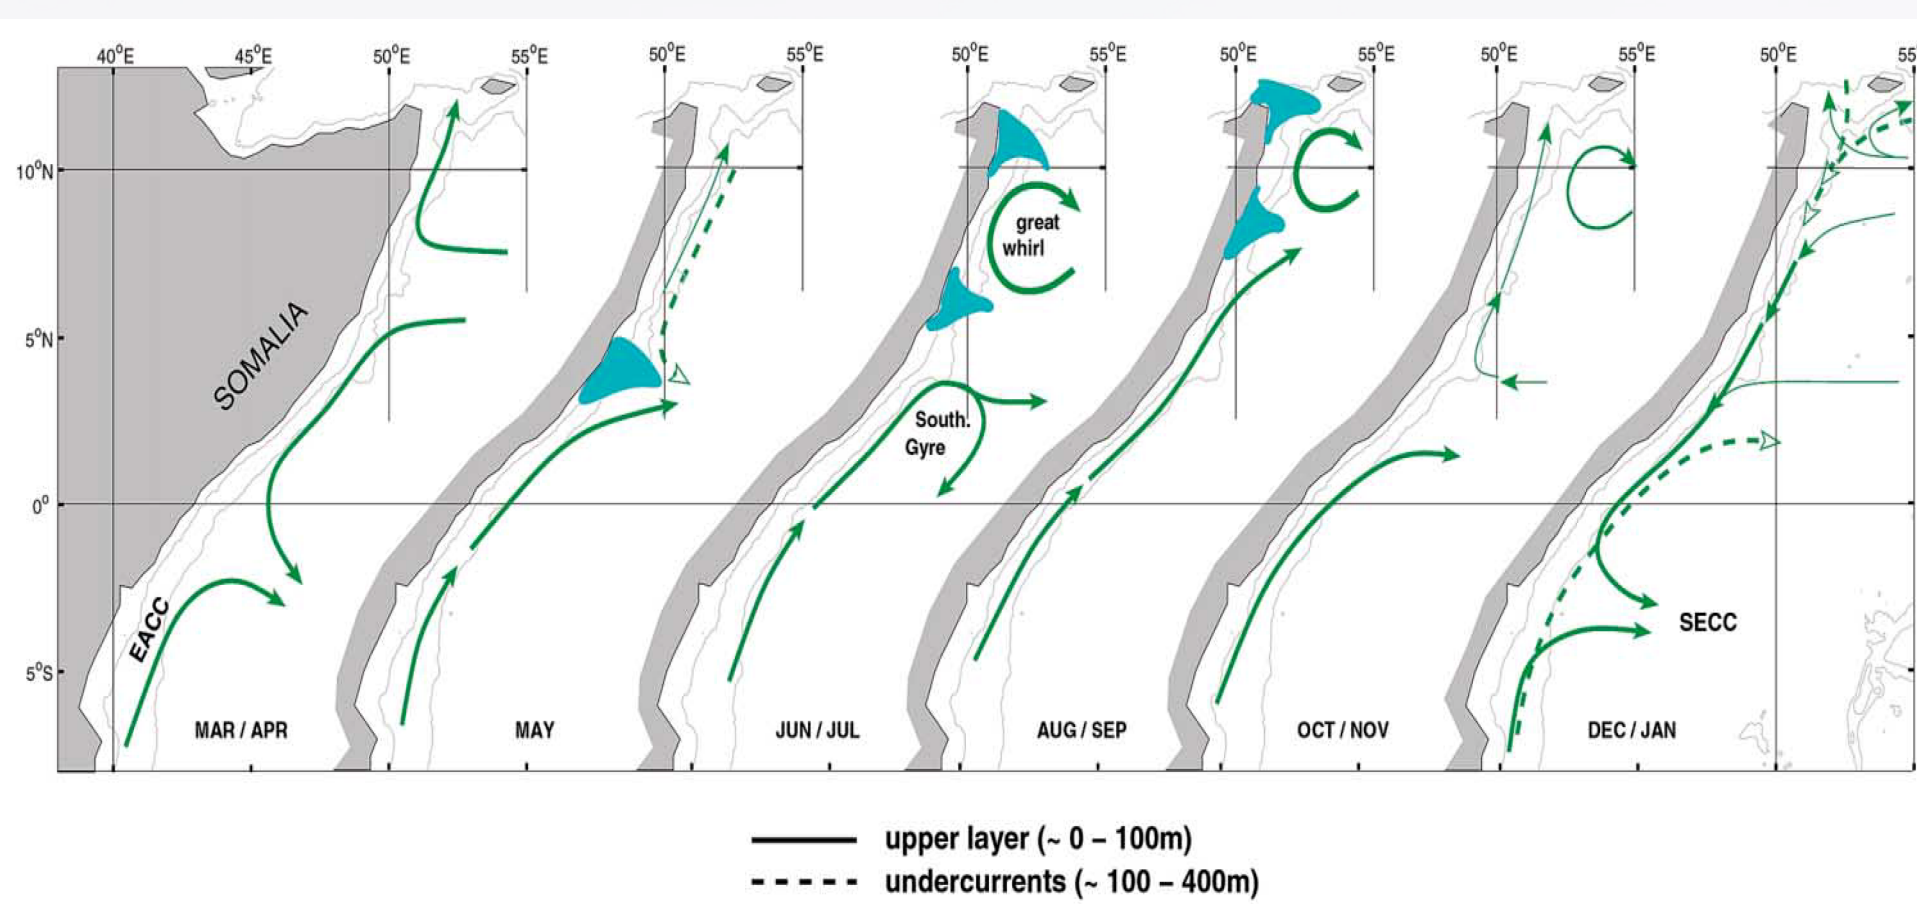 40°E 45°E 50°E 55°E 50°E 55°E 50°E 55°E 50°E 55°E 50°E 55°E 50°E 55
10°N
great
whirl
5°N
SOMALIA
South.
Gyre
0°
EACC
SECC
5°S
MAR / APR MAY JUN / JUL AUG / SEP OCT / NOV DEC / JAN
upper layer (~ 0 – 100m)
undercurrents (~ 100 – 400m)